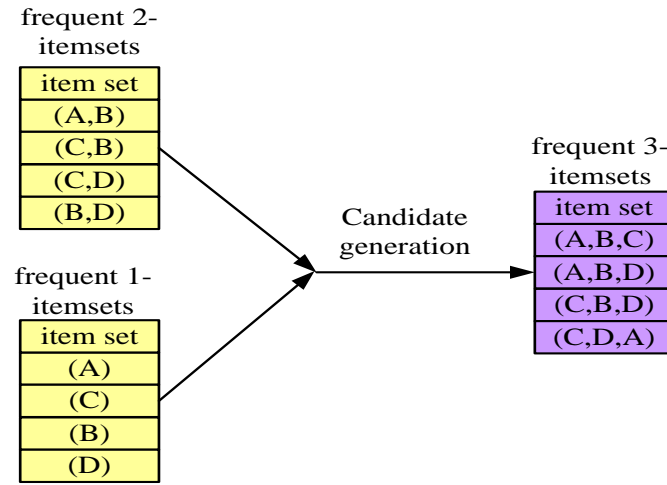 frequent 2-
itemsets
item set
(A,B)
(C,B)
(C,D)
(B,D)
frequent 1-
itemsets
item set
(A)
(C)
(B)
(D)
Candidate
generation
frequent 3-
itemsets
item set
(A,B,C)
(A,B,D)
(C,B,D)
(C,D,A)